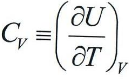 C_V ≡ (∂U/∂T)_V